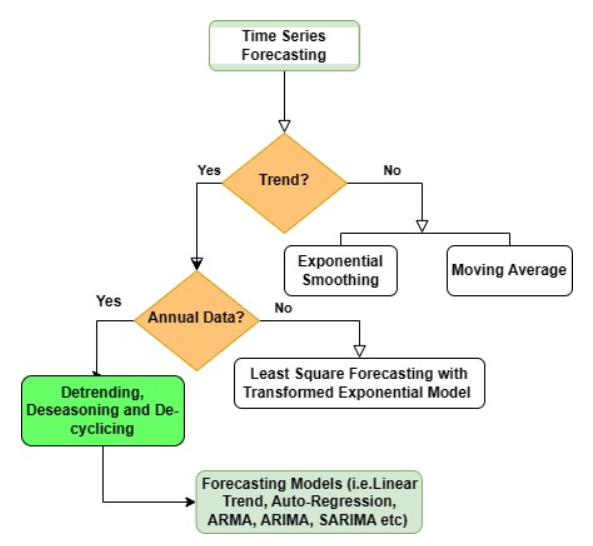 Time Series
Forecasting
Yes
Trend?
No
Exponential
Smoothing
Moving Average
Yes
Annual Data?
No
Least Square Forecasting with
Transformed Exponential Model
Detrending,
Deseasoning and De-
cyclicing
Forecasting Models (i.e.Linear
Trend, Auto-Regression,
ARMA, ARIMA, SARIMA etc)